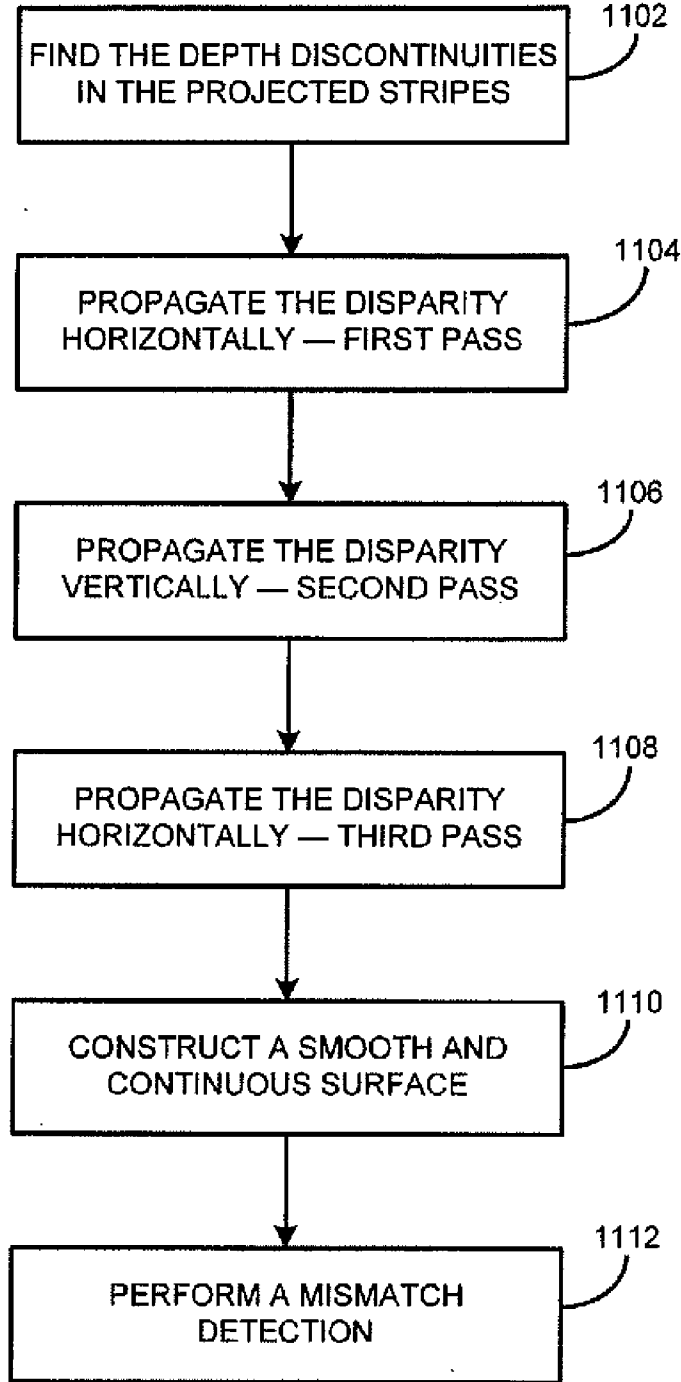 1102
FIND THE DEPTH DISCONTINUITIES
IN THE PROJECTED STRIPES
1104
PROPAGATE THE DISPARITY
HORIZONTALLY — FIRST PASS
1106
PROPAGATE THE DISPARITY
VERTICALLY — SECOND PASS
1108
PROPAGATE THE DISPARITY
HORIZONTALLY — THIRD PASS
1110
CONSTRUCT A SMOOTH AND
CONTINUOUS SURFACE
1112
PERFORM A MISMATCH
DETECTION